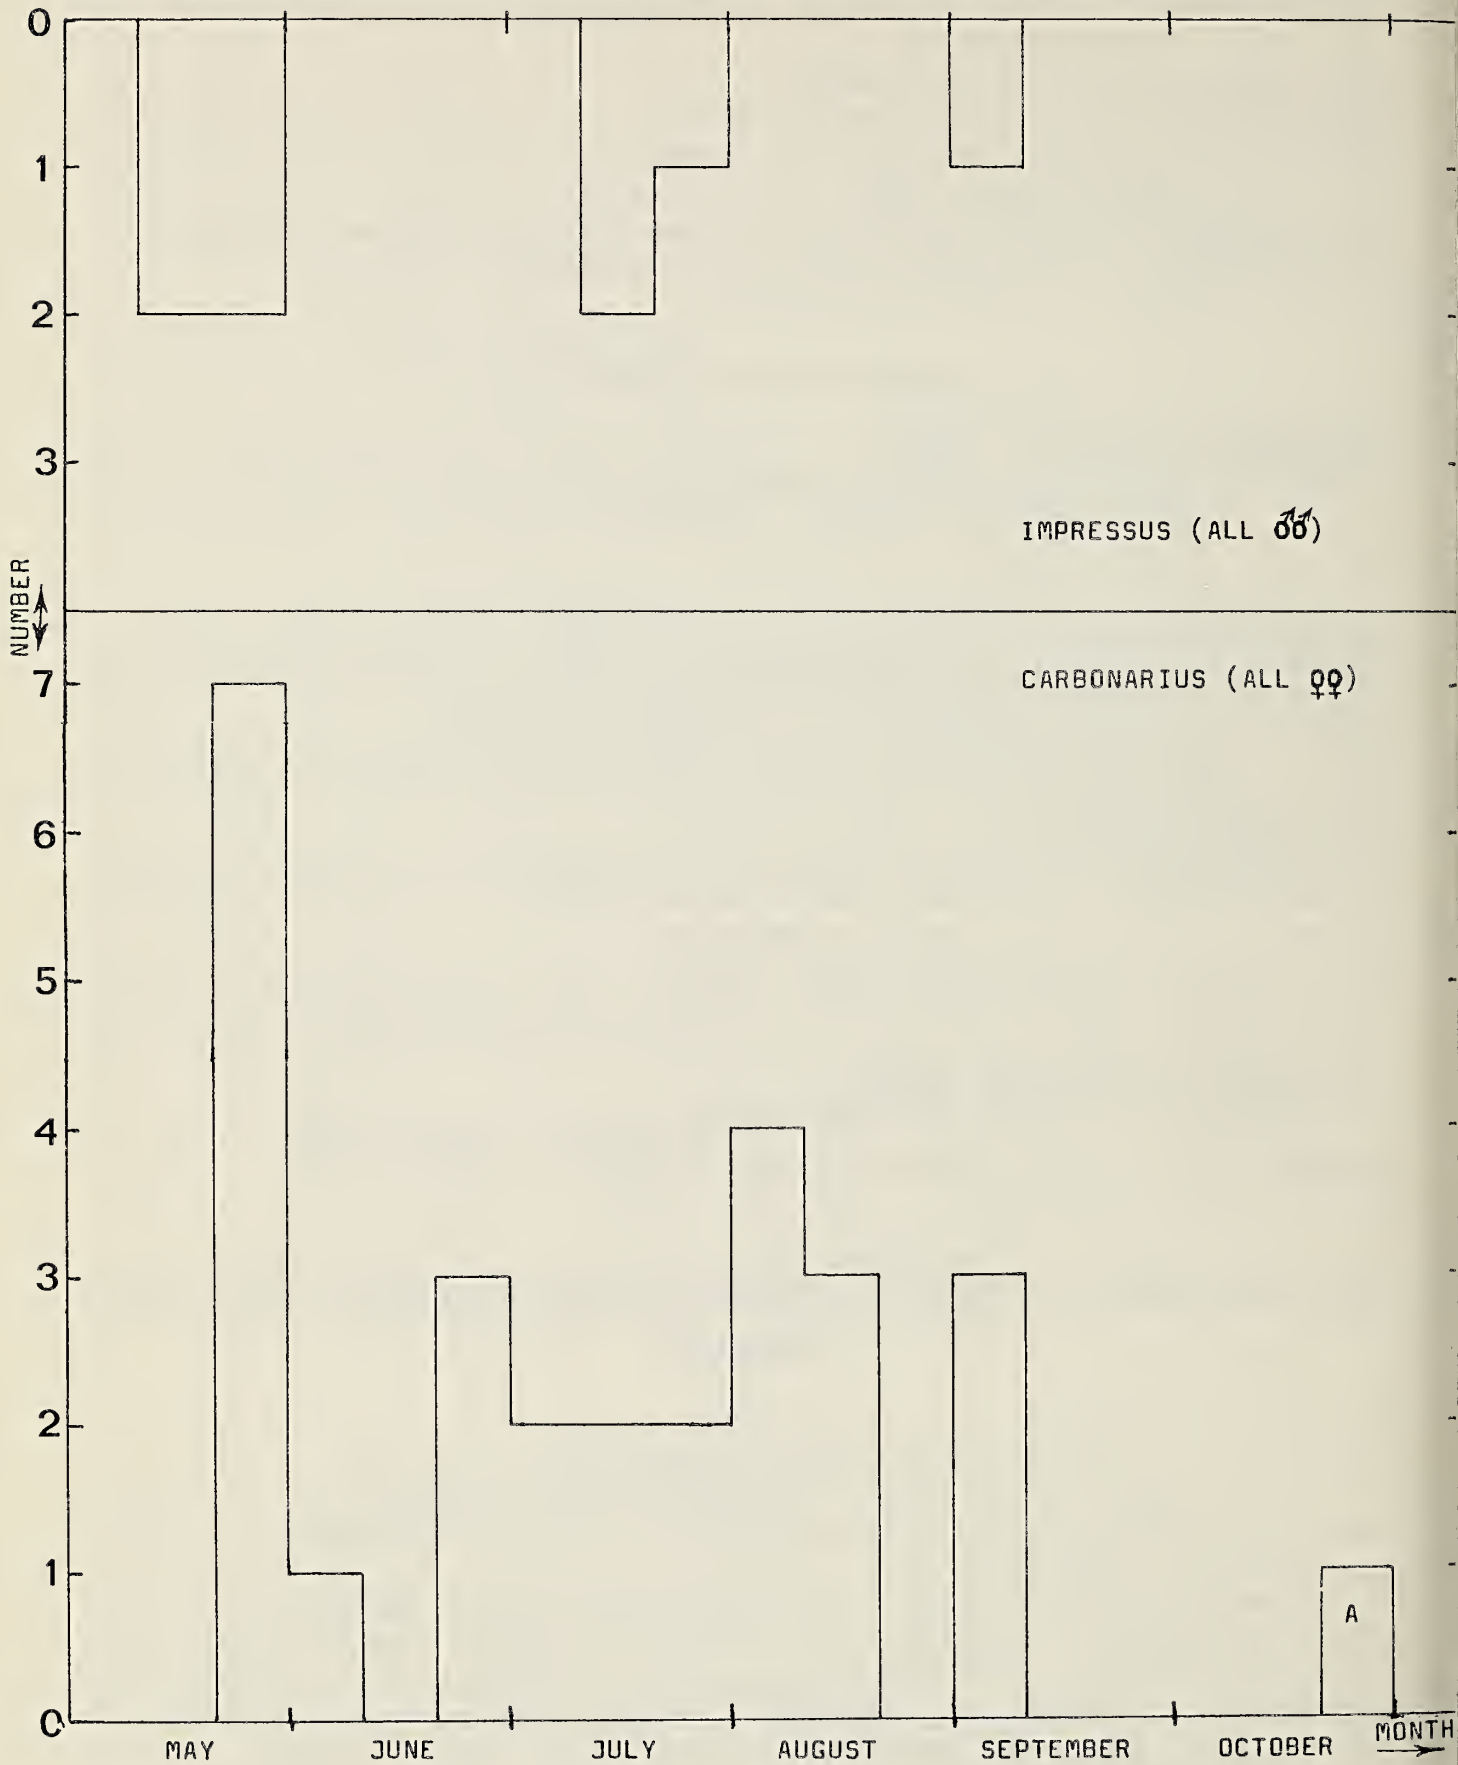 0
1
2
3
IMPRESSUS (ALL ♂♂)
NUMBER
CARBONARIUS (ALL ♀♀)
7
6
5
4
3
2
1
A
0
MAY JUNE JULY AUGUST SEPTEMBER OCTOBER MONTH